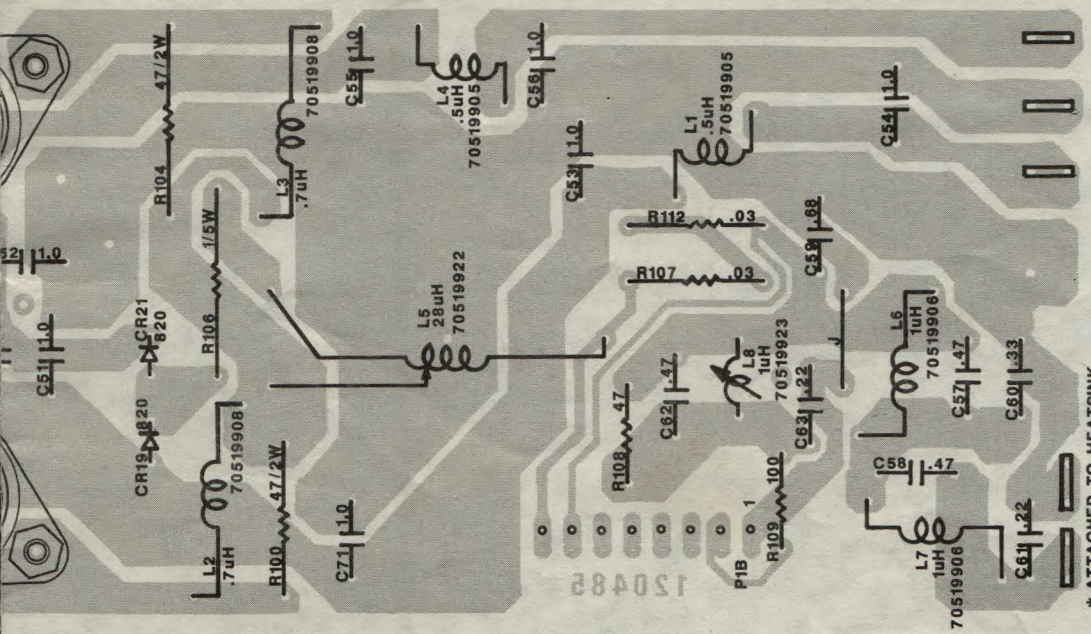 R104
47/2W
70519908
L3
.7uH
C55
1.0
L4
.5uH
70519905
C56
1.0
L1
.5uH
70519905
C54
1.0
C53
1.0
1.0
R106
1/5W
R112
.03
R107
.03
C59
.68
L5
28uH
70519922
C51
1.0
CR21
820
CR19
820
L8
1uH
70519923
J
L6
1uH
70519906
C62
.47
C63
.22
C57
.47
C60
.33
70519908
L2
.7uH
R110
47/2W
R108
47
C58
.47
C71
1.0
R109
100
P1B
1
120485
L7
1uH
70519906
C61
.22
* ATTACHED TO HEATSINK